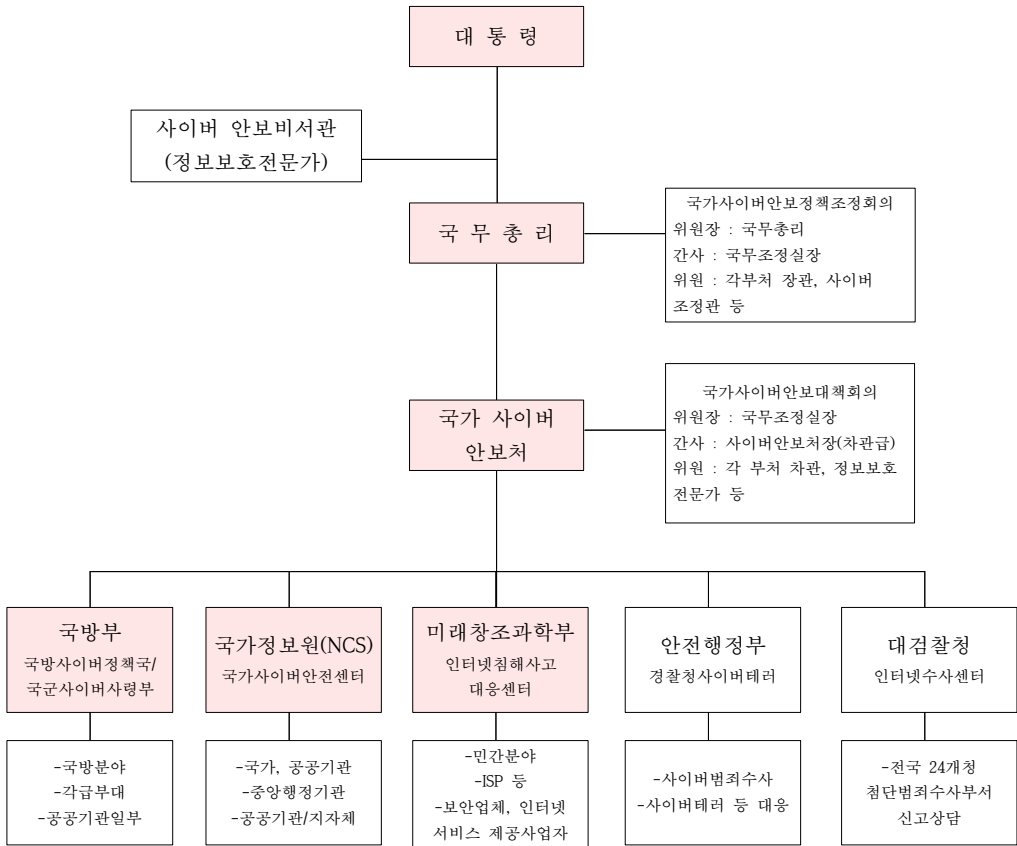 대 통 령
사이버 안보비서관
(정보보호전문가)
국 무 총 리
국가사이버안보정책조정회의
위원장 : 국무총리
간사 : 국무조정실장
위원 : 각부처 장관, 사이버
조정관 등
국가 사이버
안보처
국가사이버안보대책회의
위원장 : 국무조정실장
간사 : 사이버안보처장(차관급)
위원 : 각 부처 차관, 정보보호
전문가 등
국방부
국방사이버정책국/
국군사이버사령부
국가정보원(NCS)
국가사이버안전센터
미래창조과학부
인터넷침해사고
대응센터
안전행정부
경찰청사이버테러
대검찰청
인터넷수사센터
-국방분야
-각급부대
-공공기관일부
-국가, 공공기관
-중앙행정기관
-공공기관/지자체
-민간분야
-ISP 등
-보안업체, 인터넷
서비스 제공사업자
-사이버범죄수사
-사이버테러 등 대응
-전국 24개청
첨단범죄수사부서
신고상담